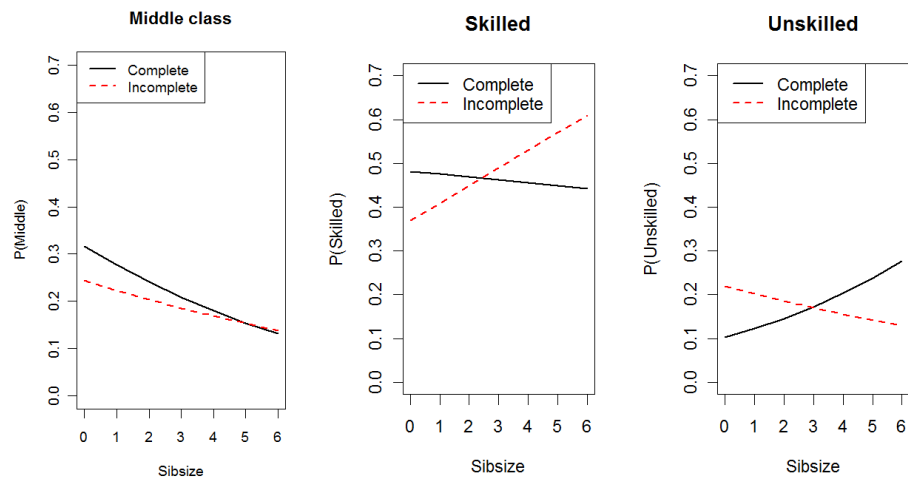 Middle class
Complete
Incomplete
P(Middle)
0.0 0.1 0.2 0.3 0.4 0.5 0.6 0.7
0 1 2 3 4 5 6
Sibsize
Skilled
Complete
Incomplete
P(Skilled)
0.0 0.1 0.2 0.3 0.4 0.5 0.6 0.7
0 1 2 3 4 5 6
Sibsize
Unskilled
Complete
Incomplete
P(Unskilled)
0.0 0.1 0.2 0.3 0.4 0.5 0.6 0.7
0 1 2 3 4 5 6
Sibsize